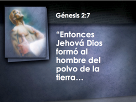 Génesis 2:7
“Entonces
Jehová Dios
formó al
hombre del
polvo de la
tierra…